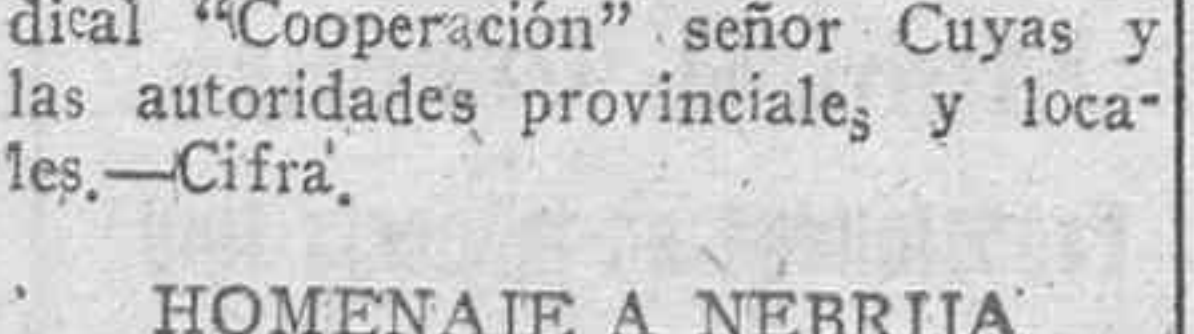 dical “Cooperación” señor Cuyas y
las autoridades provinciales y loca-
les.—Cifra.
HOMENAJE A NEBRIJA